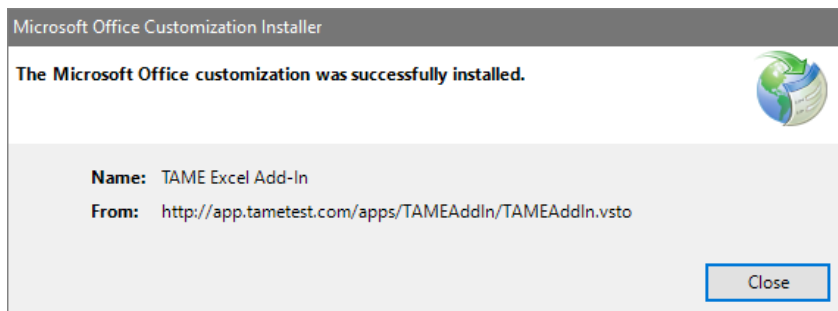 Microsoft Office Customization Installer
The Microsoft Office customization was successfully installed.
Name: TAME Excel Add-In
From: http://app.tametest.com/apps/TAMEAddIn/TAMEAddIn.vsto
Close